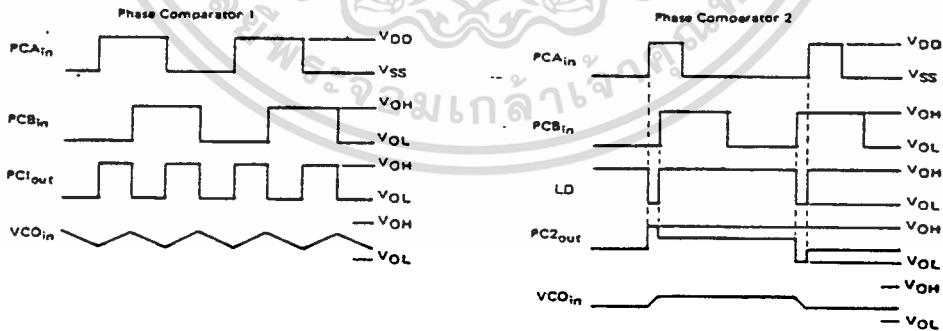 Phase Comparator 1
PCAin
VDD
VSS
PCBin
VOH
VOL
PC1out
VOH
VOL
VCOin
VOH
VOL
Phase Comparator 2
PCAin
VDD
VSS
PCBin
VOH
VOL
LD
VOH
VOL
PC2out
VOH
VOL
VCOin
VOH
VOL